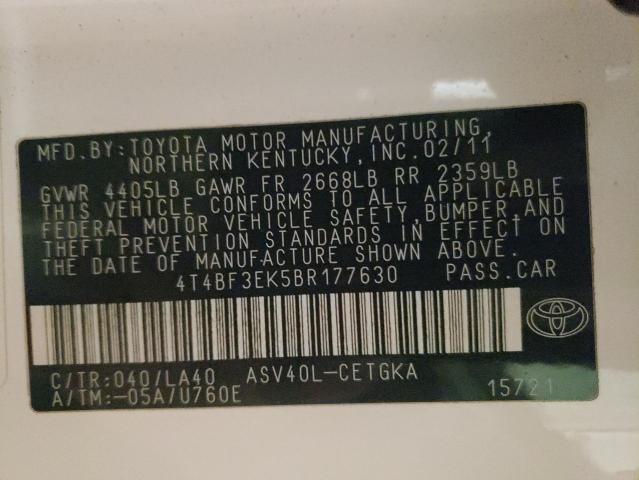 MFD.BY:TOYOTA MOTOR MANUFACTURING,
NORTHERN KENTUCKY,INC.02/11
GVWR 4405LB GAWR FR 2668LB RR 2359LB
THIS VEHICLE CONFORMS TO ALL APPLICABLE
FEDERAL MOTOR VEHICLE SAFETY,BUMPER,AND
THEFT PREVENTION STANDARDS IN EFFECT ON
THE DATE OF MANUFACTURE SHOWN ABOVE.
4T4BF3EK5BR177630 PASS.CAR
C/TR:040/LA40 ASV40L-CETGKA
A/TM:-05A/U760E 15721